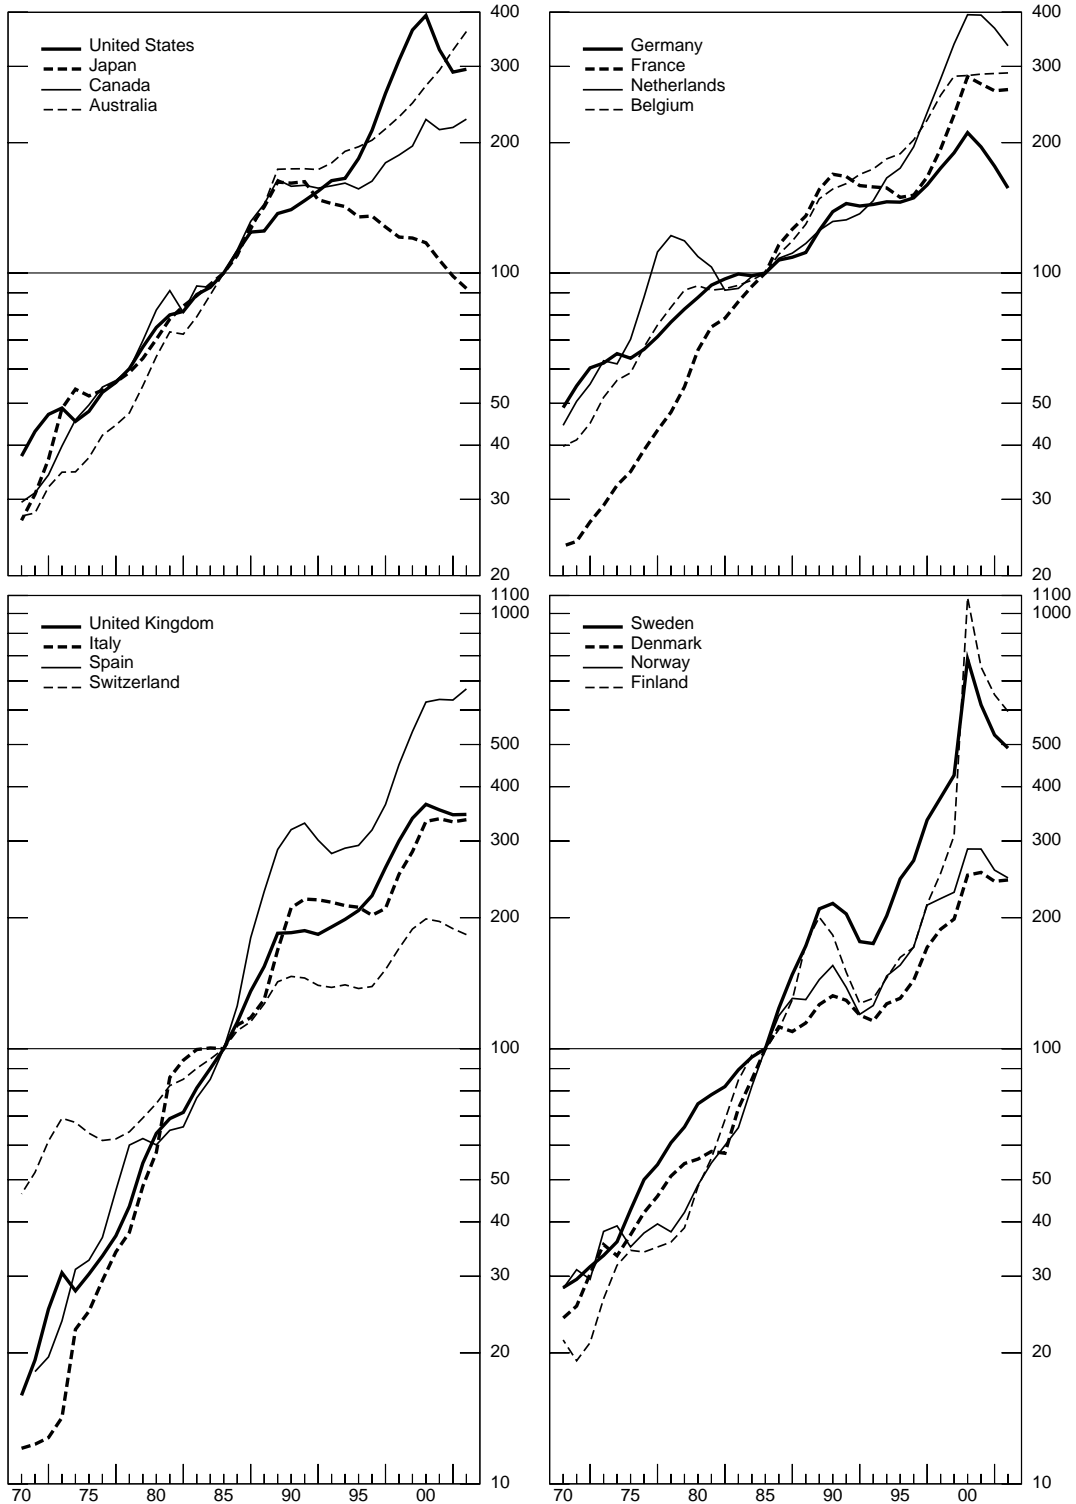 United States
Japan
Canada
Australia
400
300
200
100
50
40
30
20
Germany
France
Netherlands
Belgium
400
300
200
100
50
40
30
20
United Kingdom
Italy
Spain
Switzerland
1100
1000
500
400
300
200
100
50
40
30
20
10
70 75 80 85 90 95 00
Sweden
Denmark
Norway
Finland
1100
1000
500
400
300
200
100
50
40
30
20
10
70 75 80 85 90 95 00